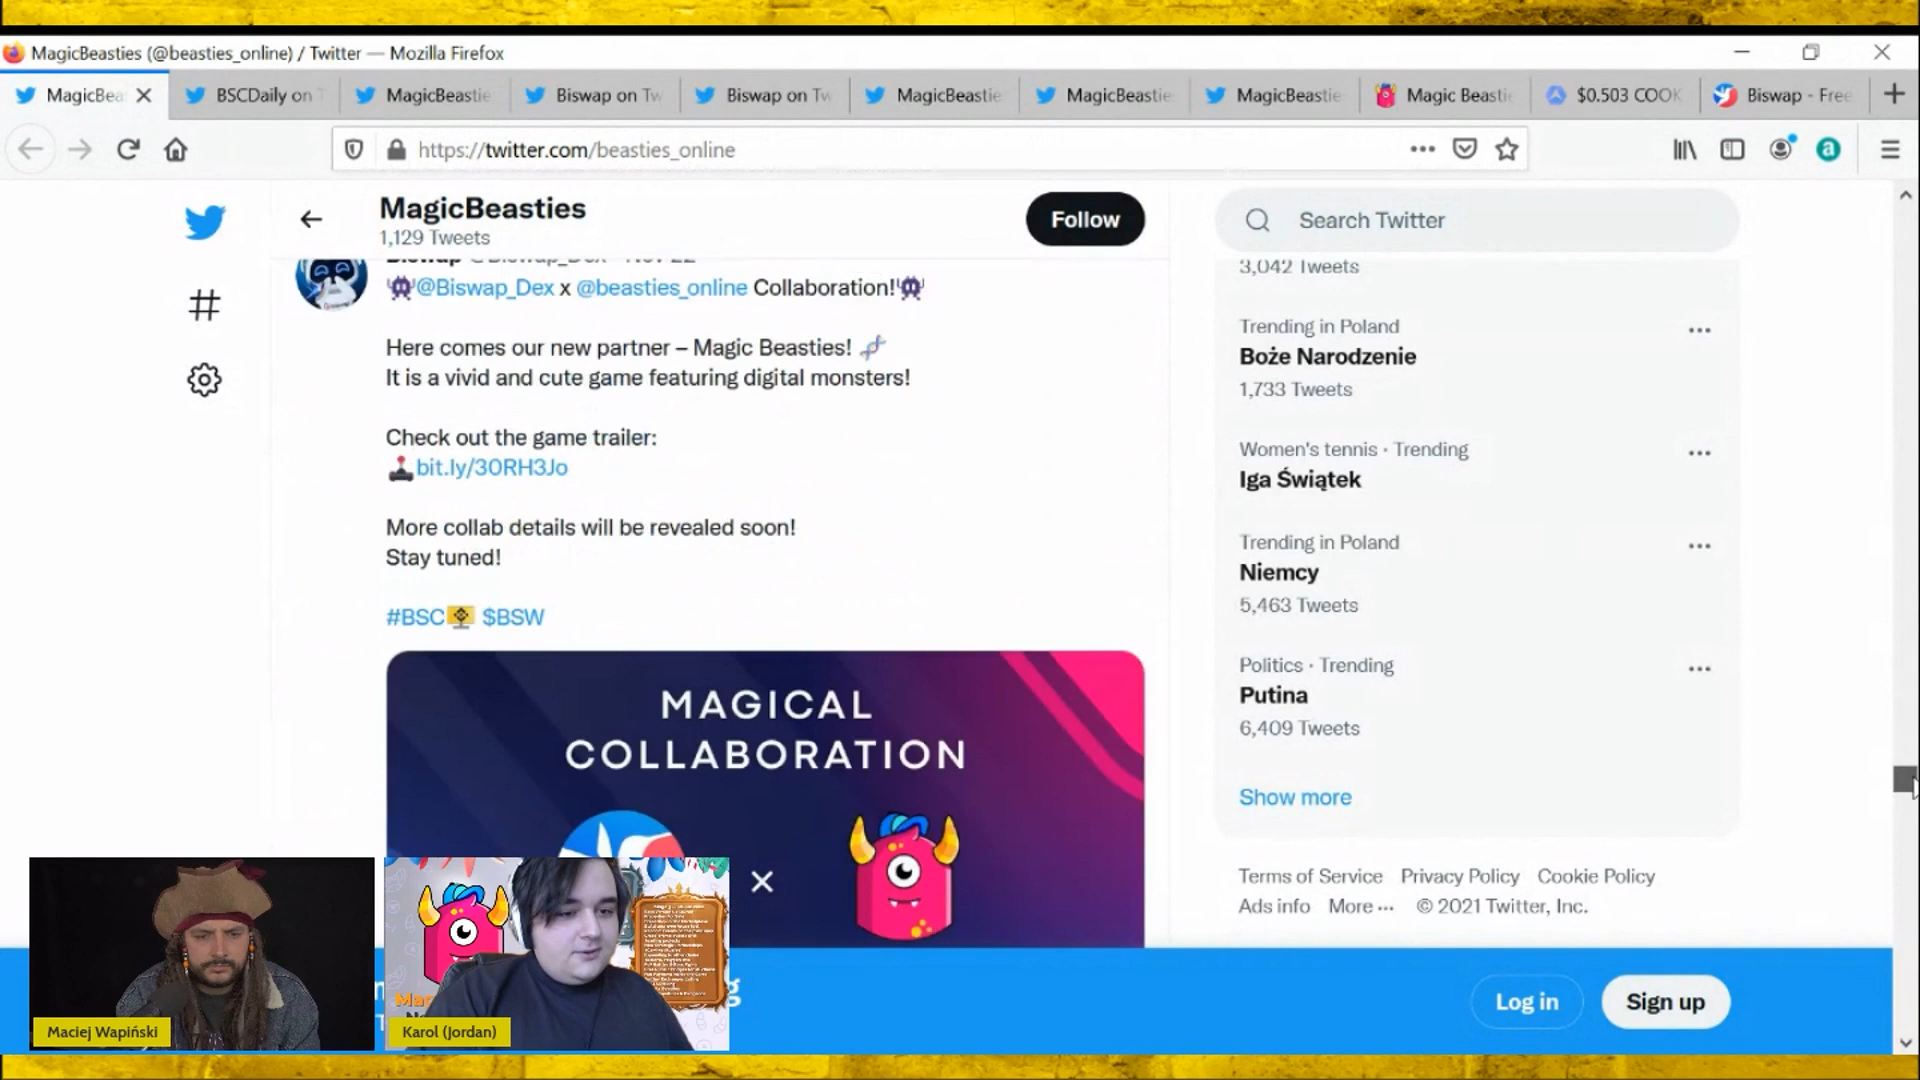 MagicBeasties (@beasties_online) / Twitter — Mozilla Firefox
MagicBea
BSCDaily on T
MagicBeastie
Biswap on Tw
Biswap on Tw
MagicBeastie
MagicBeastie
MagicBeastie
Magic Beastie
$0.503 COOK
Biswap - Free
https://twitter.com/beasties_online
MagicBeasties
1,129 Tweets
Follow
Search Twitter
Biswap @Biswap_Dex · Nov 22
@Biswap_Dex x @beasties_online Collaboration!
Here comes our new partner – Magic Beasties!
It is a vivid and cute game featuring digital monsters!
Check out the game trailer:
bit.ly/30RH3Jo
More collab details will be revealed soon!
Stay tuned!
#BSC $BSW
MAGICAL
COLLABORATION
3,042 Tweets
Trending in Poland
Boże Narodzenie
1,733 Tweets
Women's tennis · Trending
Iga Świątek
Trending in Poland
Niemcy
5,463 Tweets
Politics · Trending
Putina
6,409 Tweets
Show more
Terms of Service Privacy Policy Cookie Policy
Ads info More ··· © 2021 Twitter, Inc.
Log in
Sign up
Maciej Wapiński
Karol (Jordan)